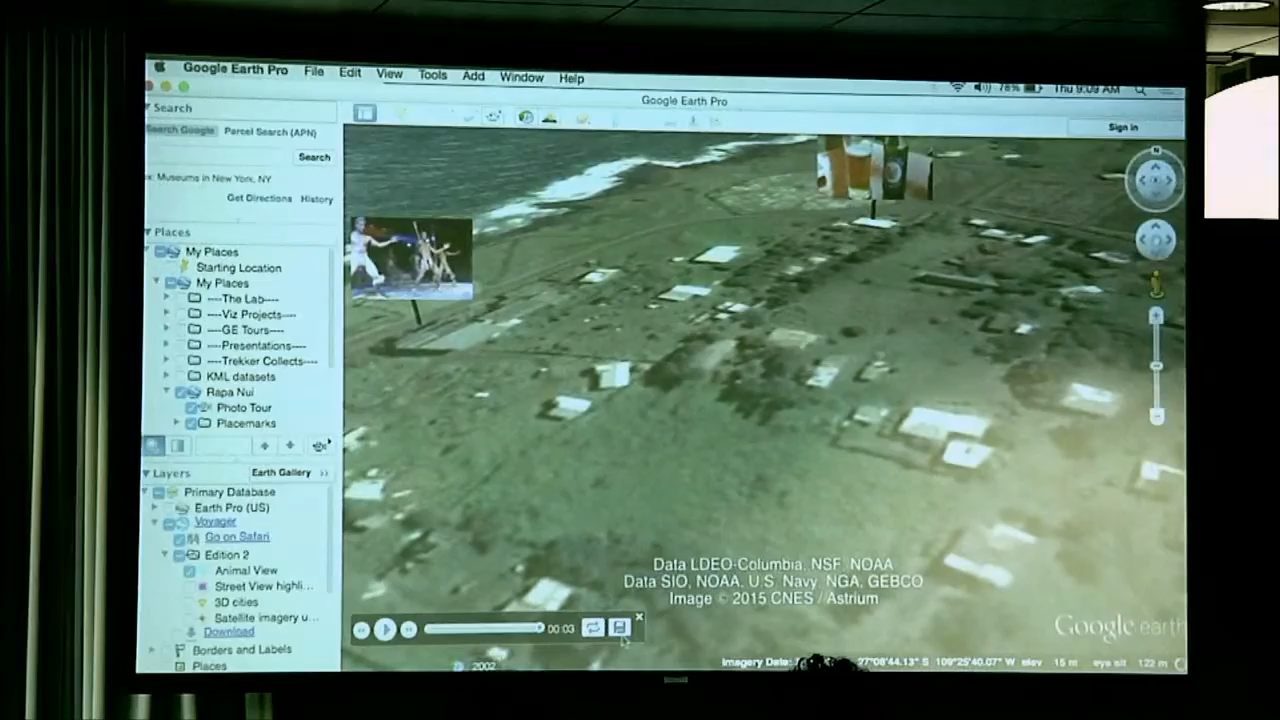 Google Earth Pro File Edit View Tools Add Window Help
78% Thu 9:09 AM
Google Earth Pro
Sign in
Search
Search Google Parcel Search (APN)
Search
ex: Museums in New York, NY
Get Directions History
Places
My Places
Starting Location
My Places
----The Lab----
----Viz Projects----
----GE Tours----
----Presentations----
----Trekker Collects----
KML datasets
Rapa Nui
Photo Tour
Placemarks
Layers Earth Gallery >>
Primary Database
Earth Pro (US)
Voyager
Go on Safari
Edition 2
Animal View
Street View highli...
3D cities
Satellite imagery u...
Download
Borders and Labels
Places
N
Data LDEO-Columbia, NSF, NOAA
Data SIO, NOAA, U.S. Navy, NGA, GEBCO
Image © 2015 CNES / Astrium
00:03
Google earth
2002
Imagery Date: 27°08'44.13" S 109°25'40.07" W elev 15 m eye alt 122 m